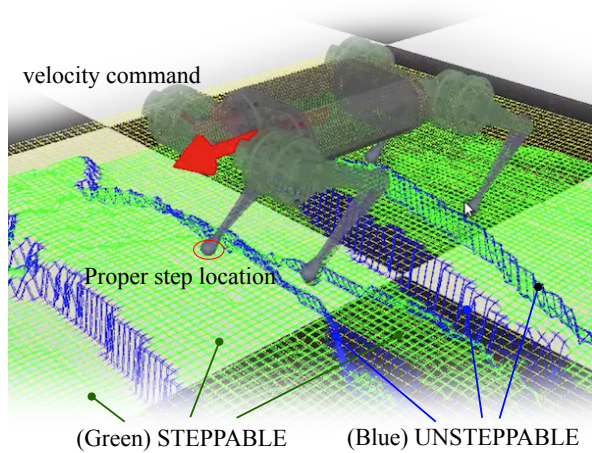 velocity command
Proper step location
(Green) STEPPABLE
(Blue) UNSTEPPABLE